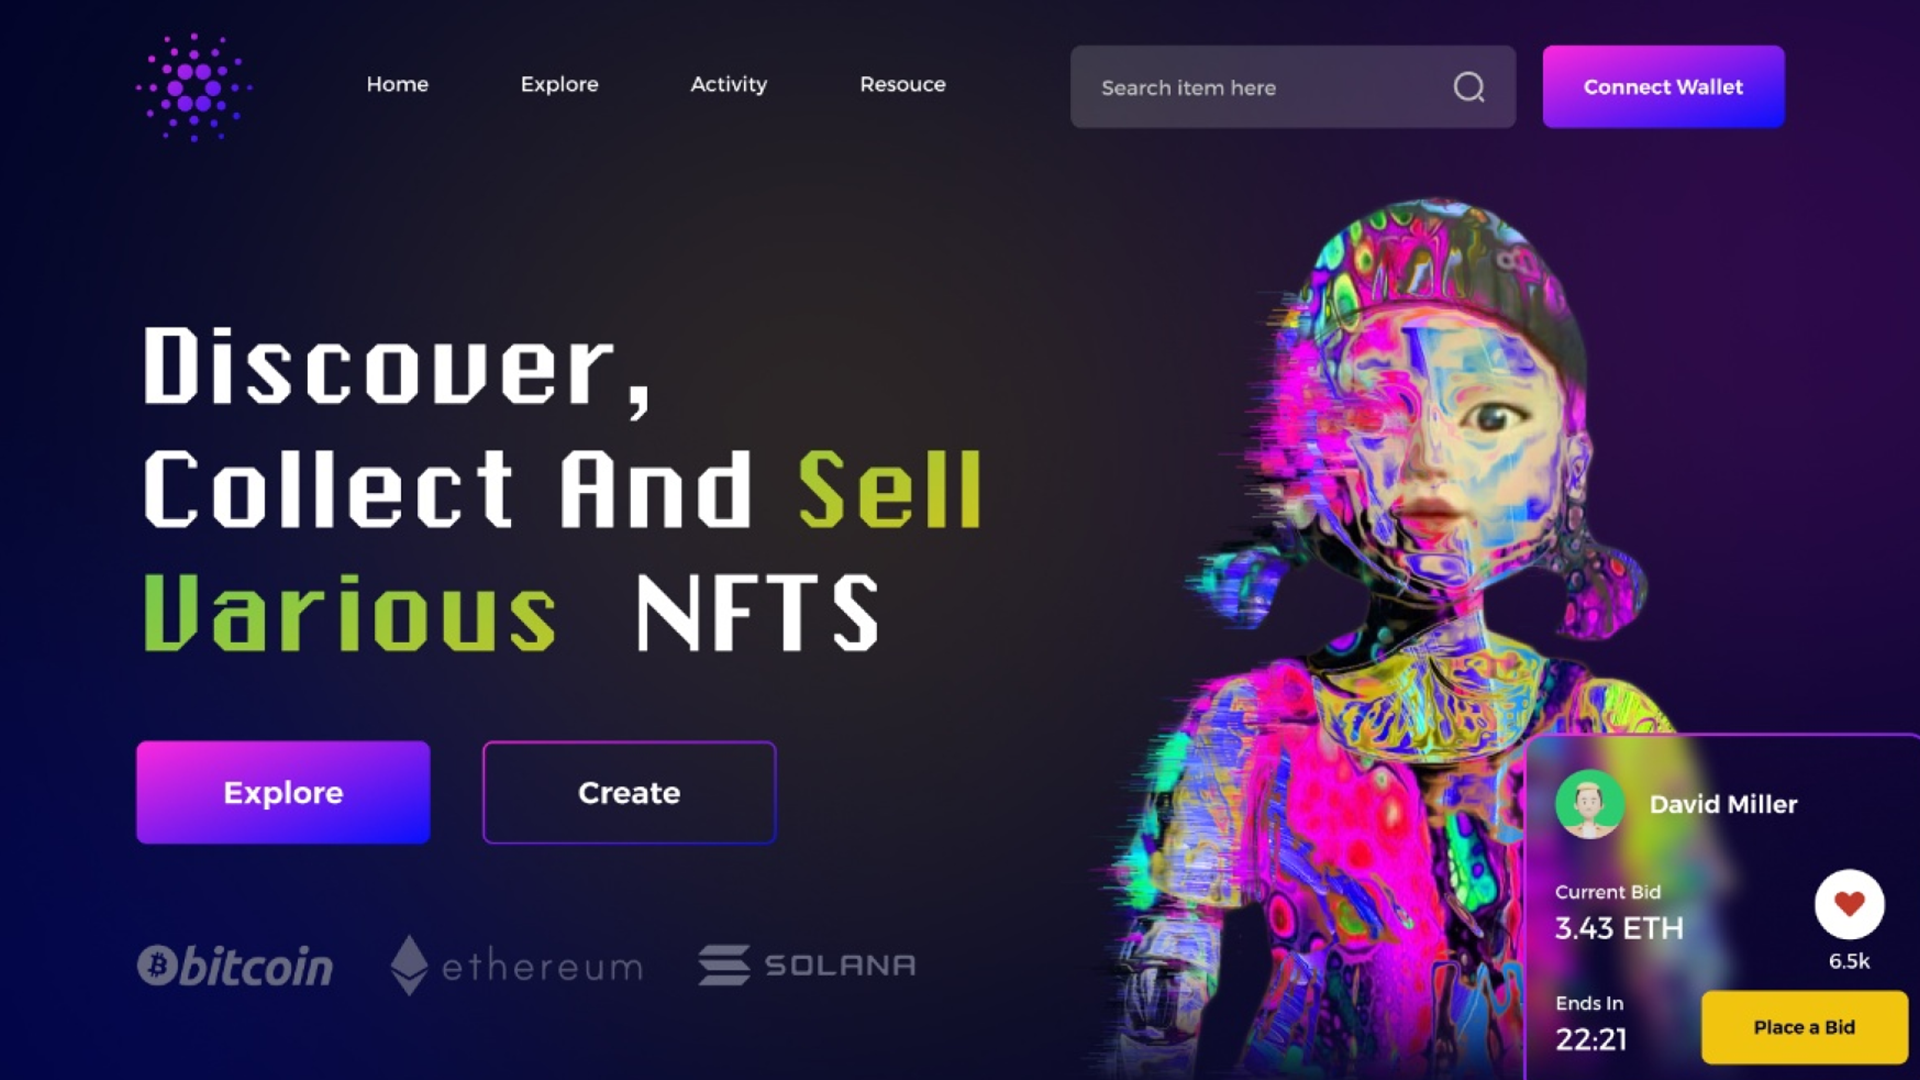 Home Explore Activity Resouce
Search item here
Connect Wallet
Discover,
Collect And Sell
Various NFTS
Explore
Create
bitcoin
ethereum
SOLANA
David Miller
Current Bid
3.43 ETH
6.5k
Ends In
22:21
Place a Bid